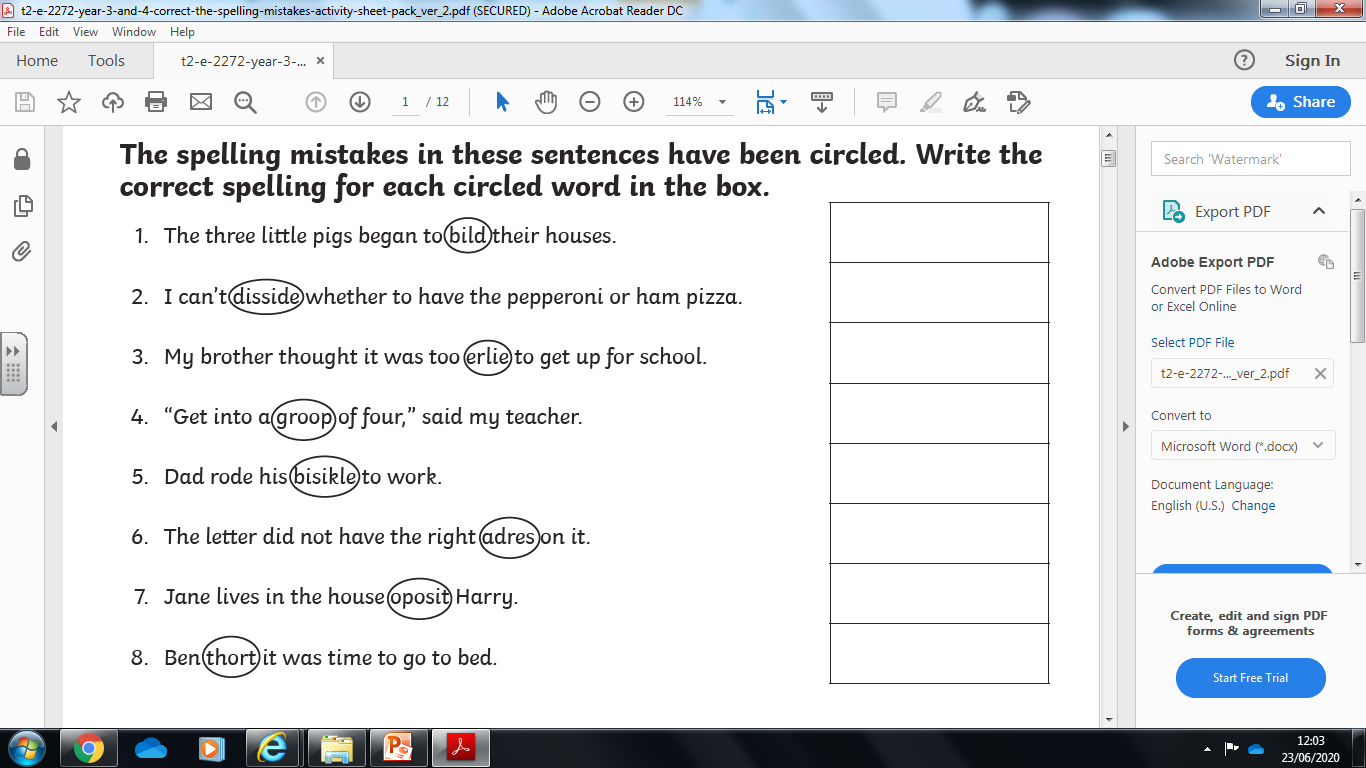 t2-e-2272-year-3-and-4-correct-the-spelling-mistakes-activity-sheet-pack_ver_2.pdf (SECURED) - Adobe Acrobat Reader DC
File Edit View Window Help
Home Tools t2-e-2272-year-3-... × Sign In
1 / 12 114% Share
The spelling mistakes in these sentences have been circled. Write the
correct spelling for each circled word in the box.
1. The three little pigs began to bild their houses.
2. I can't disside whether to have the pepperoni or ham pizza.
3. My brother thought it was too erlie to get up for school.
4. “Get into a groop of four,” said my teacher.
5. Dad rode his bisikle to work.
6. The letter did not have the right adres on it.
7. Jane lives in the house oposit Harry.
8. Ben thort it was time to go to bed.
Search 'Watermark'
Export PDF
Adobe Export PDF
Convert PDF Files to Word
or Excel Online
Select PDF File
t2-e-2272-..._ver_2.pdf
Convert to
Microsoft Word (*.docx)
Document Language:
English (U.S.) Change
Create, edit and sign PDF
forms & agreements
Start Free Trial
12:03
23/06/2020